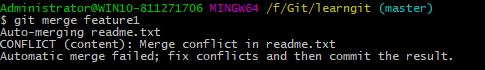 Administrator@WIN10-811271706 MINGW64 /f/Git/learngit (master)
$ git merge feature1
Auto-merging readme.txt
CONFLICT (content): Merge conflict in readme.txt
Automatic merge failed; fix conflicts and then commit the result.